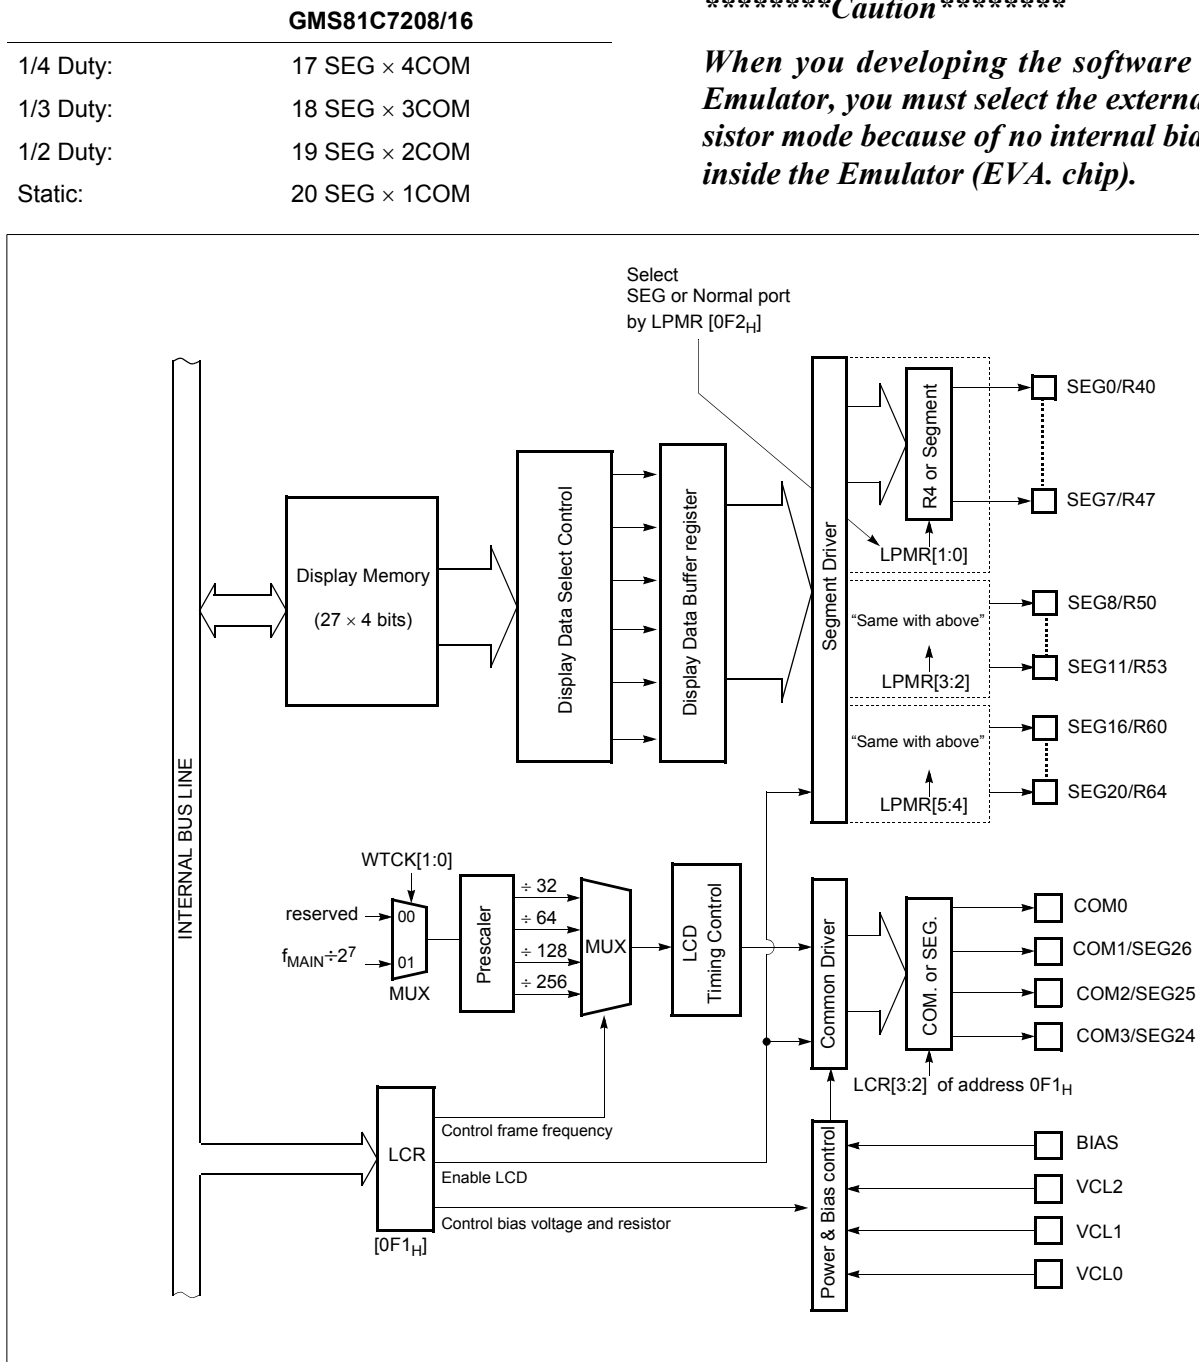 GMS81C7208/16
1/4 Duty: 17 SEG × 4COM
1/3 Duty: 18 SEG × 3COM
1/2 Duty: 19 SEG × 2COM
Static: 20 SEG × 1COM
********Caution********
When you developing the software
Emulator, you must select the externa
sistor mode because of no internal bia
inside the Emulator (EVA. chip).
Select
SEG or Normal port
by LPMR [0F2H]
INTERNAL BUS LINE
Display Memory
(27 × 4 bits)
Display Data Select Control
Display Data Buffer register
Segment Driver
R4 or Segment
LPMR[1:0]
SEG0/R40
SEG7/R47
“Same with above”
LPMR[3:2]
SEG8/R50
SEG11/R53
“Same with above”
LPMR[5:4]
SEG16/R60
SEG20/R64
WTCK[1:0]
reserved
00
fMAIN÷2⁷
01
MUX
Prescaler
÷ 32
÷ 64
÷ 128
÷ 256
MUX
LCD
Timing Control
Common Driver
COM. or SEG.
COM0
COM1/SEG26
COM2/SEG25
COM3/SEG24
LCR[3:2] of address 0F1H
LCR
[0F1H]
Control frame frequency
Enable LCD
Control bias voltage and resistor
Power & Bias control
BIAS
VCL2
VCL1
VCL0